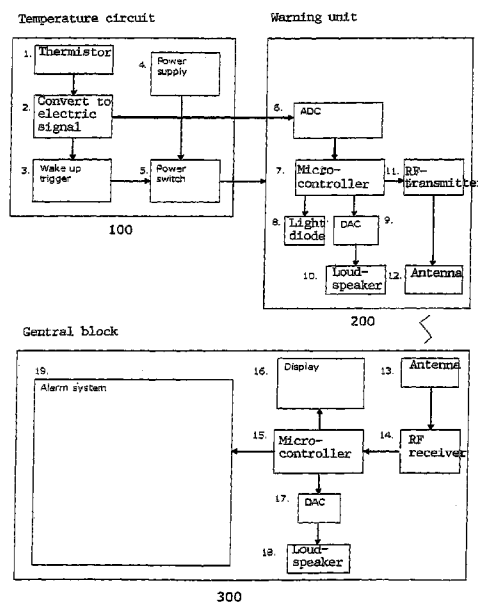 Temperature circuit
Warning unit
1. Thermistor
4. Power
supply
2. Convert to
electric
signal
6. ADC
3. Wake up
trigger
5. Power
switch
7. Micro-
controller
11. RF-
transmitter
8. Light
diode
DAC 9.
10. Loud-
speaker
12. Antenna
100
200
Gentral block
19.
Alarm system
16. Display
13. Antenna
15. Micro-
controller
14. RF
receiver
17. DAC
18. Loud-
speaker
300